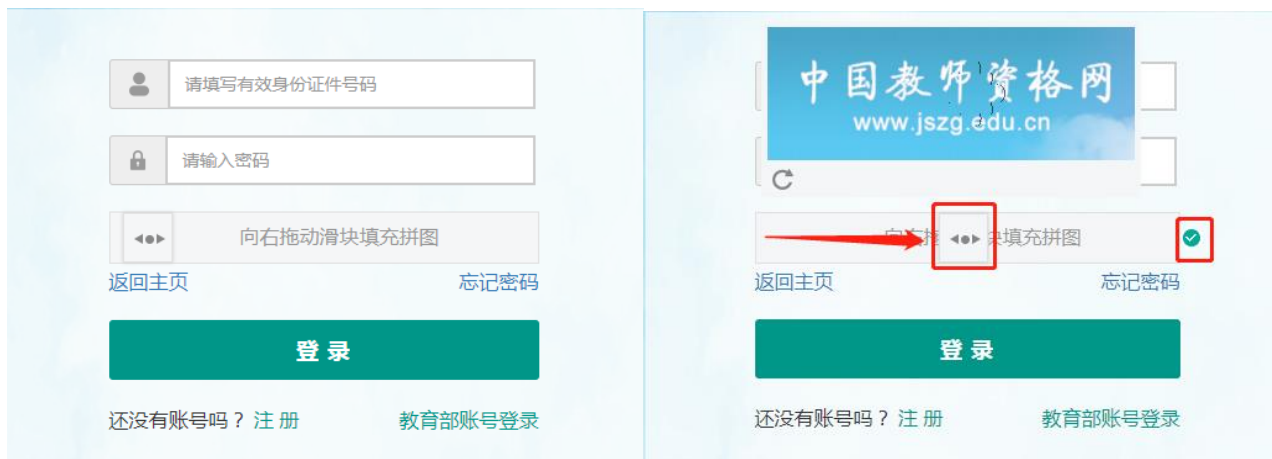 请填写有效身份证件号码
请输入密码
向右拖动滑块填充拼图
返回主页 忘记密码
登录
还没有账号吗？注册 教育部账号登录
中国教师资格网
www.jszg.edu.cn
块填充拼图
返回主页 忘记密码
登录
还没有账号吗？注册 教育部账号登录